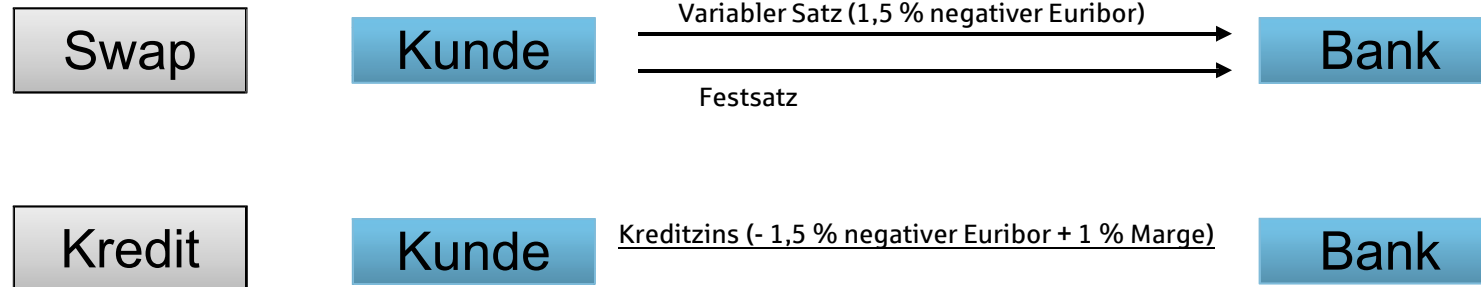 Variabler Satz (1,5 % negativer Euribor)
Swap Kunde Bank
Festsatz
Kredit Kunde Kreditzins (- 1,5 % negativer Euribor + 1 % Marge) Bank